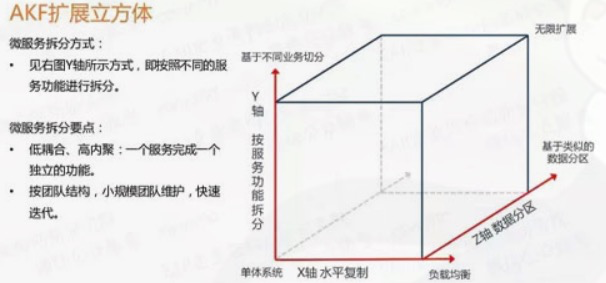 AKF扩展立方体
微服务拆分方式：
• 见右图Y轴所示方式，即按照不同的服
务功能进行拆分。
微服务拆分要点：
• 低耦合、高内聚：一个服务完成一个
独立的功能。
• 按团队结构，小规模团队维护，快速
迭代。
无限扩展
基于不同业务切分
Y轴 按服务功能拆分
基于类似的
数据分区
Z轴 数据分区
单体系统
X轴 水平复制
负载均衡